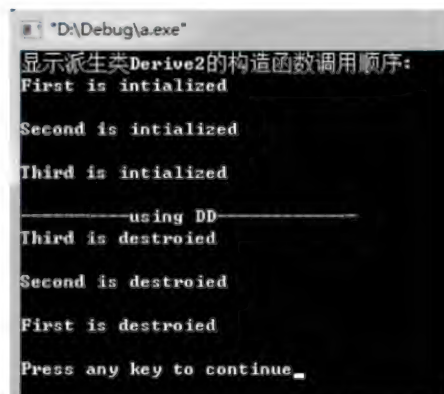 "D:\Debug\a.exe"
显示派生类Derive2的构造函数调用顺序:
First is intialized
Second is intialized
Third is intialized
----------using DD---------------
Third is destroied
Second is destroied
First is destroied
Press any key to continue_